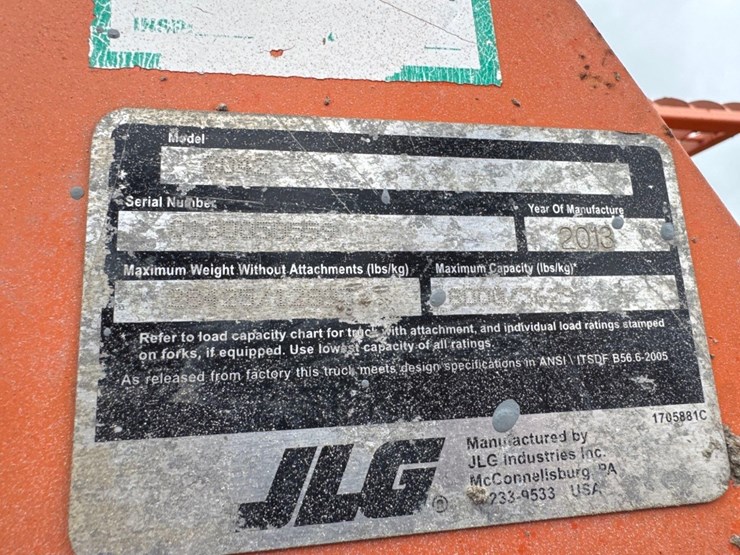 Model
Serial Number
Year Of Manufacture
2013
Maximum Weight Without Attachments (lbs/kg)
Maximum Capacity (lbs/kg)*
* Refer to load capacity chart for truck with attachment, and individual load ratings stamped
on forks, if equipped. Use lowest capacity of all ratings.
As released from factory this truck meets design specifications in ANSI \ ITSDF B56.6-2005
1705881C
JLG ®
Manufactured by
JLG Industries Inc.
McConnellsburg, PA
233-9533 USA